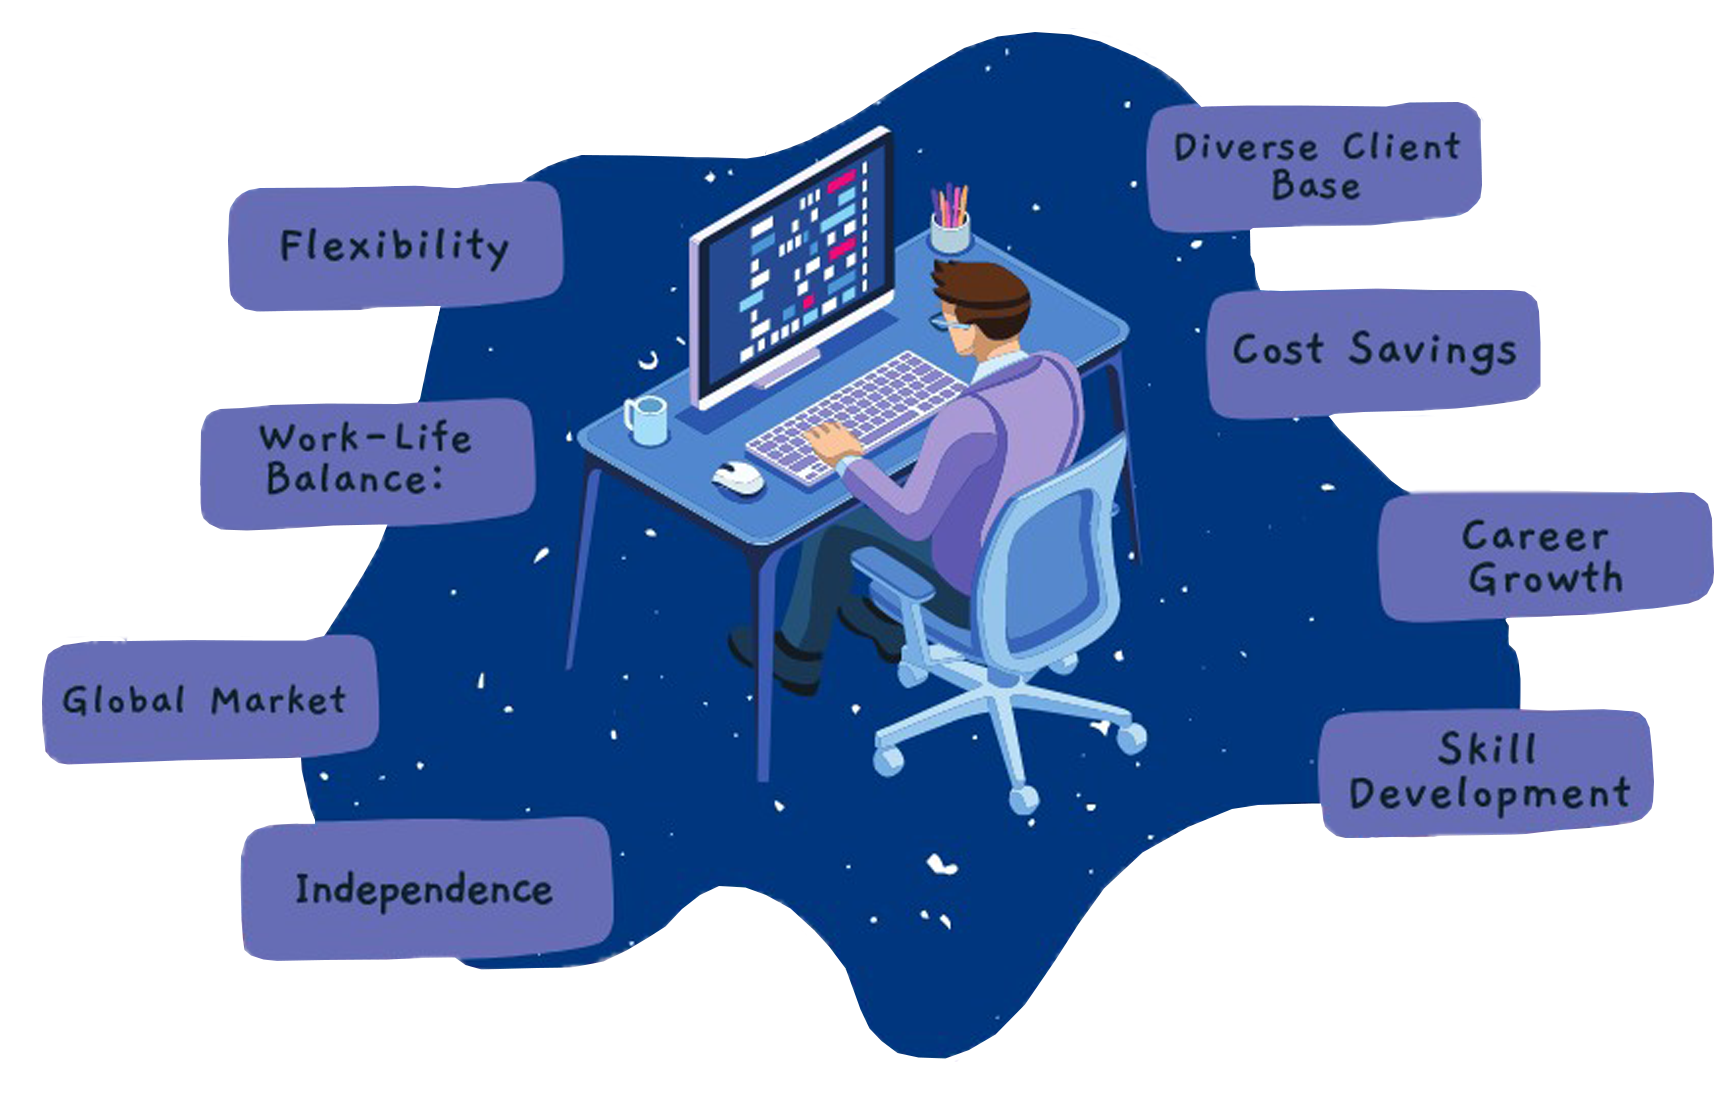 Flexibility
Work-Life
Balance:
Global Market
Independence
Diverse Client
Base
Cost Savings
Career
Growth
Skill
Development